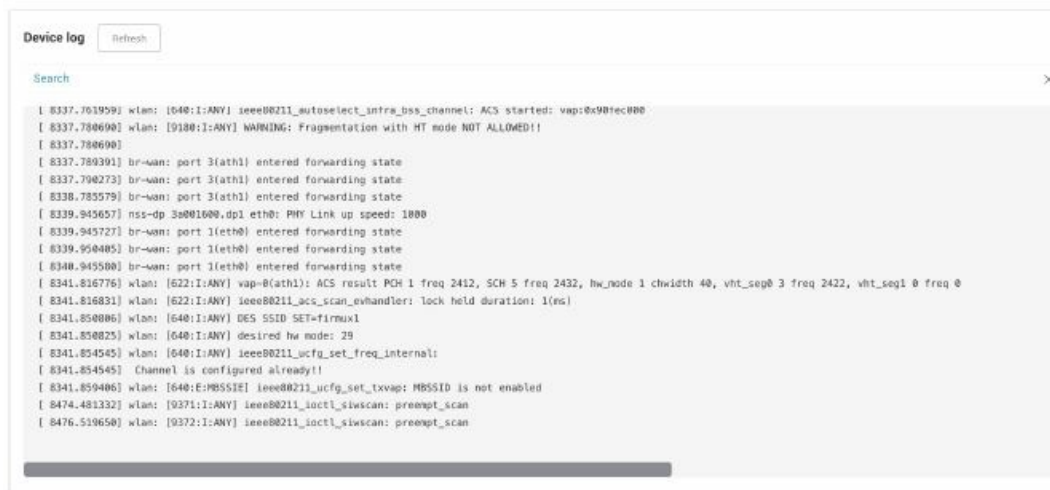 Device log
Refresh
Search
[ 8337.761959] wlan: [640:I:ANY] ieee80211_autoselect_infra_bss_channel: ACS started: vap:0x90fec000
[ 8337.780690] wlan: [9180:I:ANY] WARNING: Fragmentation with HT mode NOT ALLOWED!!
[ 8337.780690]
[ 8337.789391] br-wan: port 3(ath1) entered forwarding state
[ 8337.790273] br-wan: port 3(ath1) entered forwarding state
[ 8338.785579] br-wan: port 3(ath1) entered forwarding state
[ 8339.945657] nss-dp 3a001600.dp1 eth0: PHY Link up speed: 1000
[ 8339.945727] br-wan: port 1(eth0) entered forwarding state
[ 8339.950405] br-wan: port 1(eth0) entered forwarding state
[ 8340.945580] br-wan: port 1(eth0) entered forwarding state
[ 8341.816776] wlan: [622:I:ANY] vap-0(ath1): ACS result PCH 1 freq 2412, SCH 5 freq 2432, hw_mode 1 chwidth 40, vht_seg0 3 freq 2422, vht_seg1 0 freq 0
[ 8341.816831] wlan: [622:I:ANY] ieee80211_acs_scan_evhandler: lock held duration: 1(ms)
[ 8341.850806] wlan: [640:I:ANY] DES SSID SET=firmux1
[ 8341.850825] wlan: [640:I:ANY] desired hw mode: 29
[ 8341.854545] wlan: [640:I:ANY] ieee80211_ucfg_set_freq_internal:
[ 8341.854545]  Channel is configured already!!
[ 8341.859406] wlan: [640:E:MBSSIE] ieee80211_ucfg_set_txvap: MBSSID is not enabled
[ 8474.481332] wlan: [9371:I:ANY] ieee80211_ioctl_siwscan: preempt_scan
[ 8476.519650] wlan: [9372:I:ANY] ieee80211_ioctl_siwscan: preempt_scan